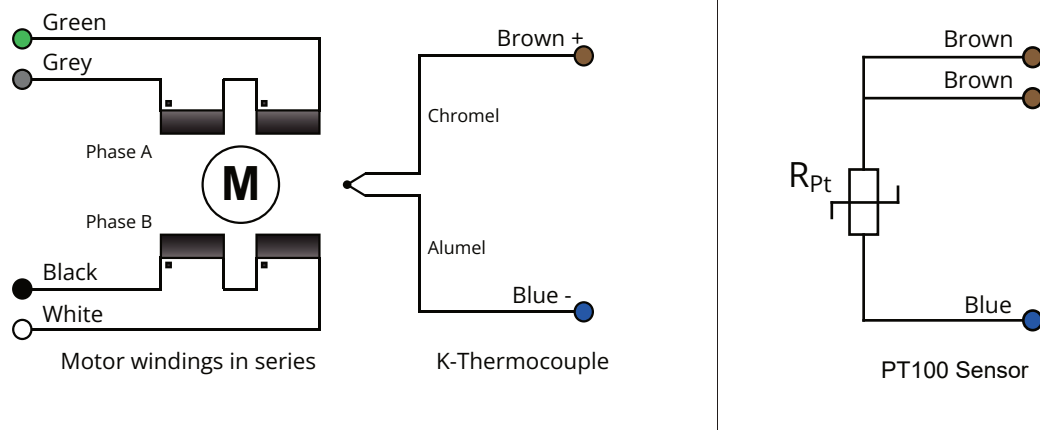 Green
Grey
Phase A
M
Phase B
Black
White
Motor windings in series
Brown +
Chromel
Alumel
Blue -
K-Thermocouple
Brown
Brown
RPt
Blue
PT100 Sensor